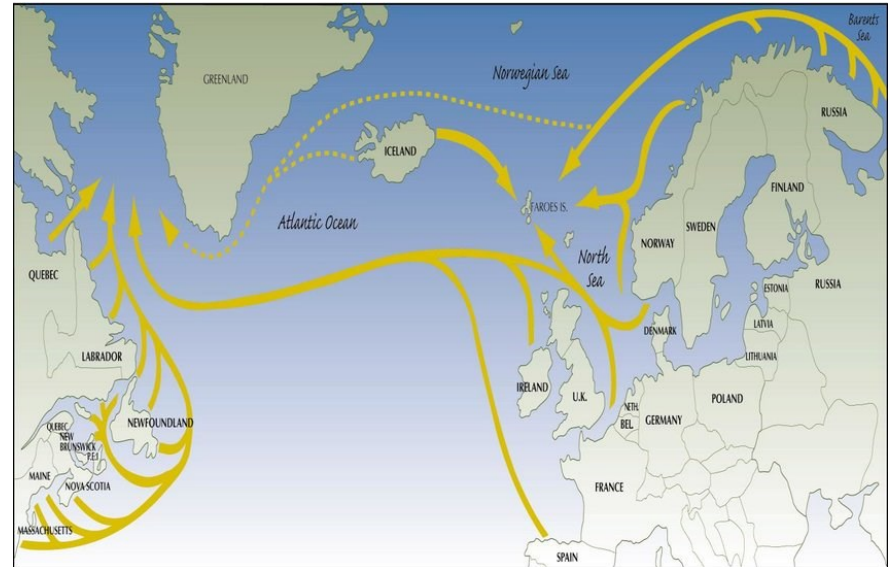 Barents
Sea
Norwegian Sea
GREENLAND
RUSSIA
ICELAND
FINLAND
FAROES IS.
SWEDEN
Atlantic Ocean
NORWAY
North
Sea
QUEBEC
RUSSIA
ESTONIA
LATVIA
DENMARK
LITHUANIA
LABRADOR
IRELAND
U.K.
POLAND
NETH.
BEL.
GERMANY
NEWFOUNDLAND
QUEBEC
NEW
BRUNSWICK
P.E.I
MAINE
NOVA SCOTIA
FRANCE
MASSACHUSETTS
SPAIN